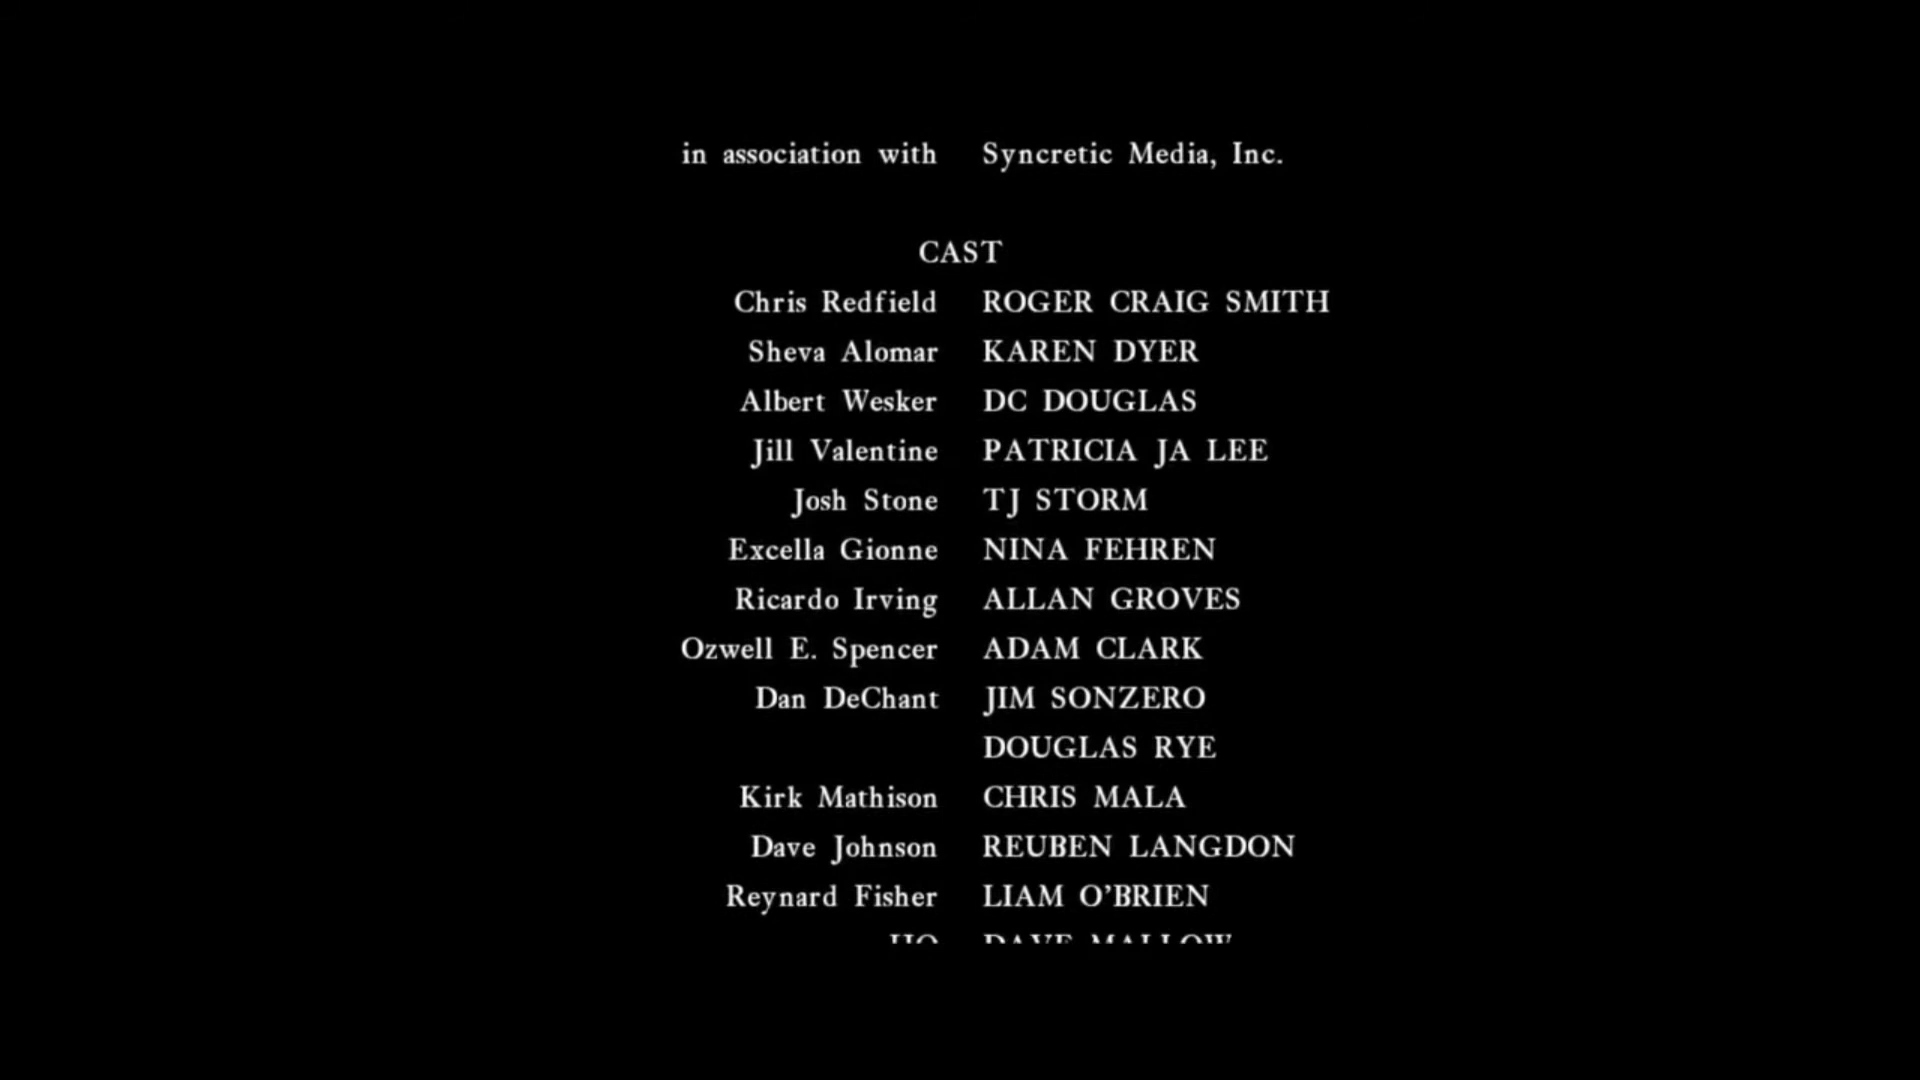 in association with Syncretic Media, Inc.
CAST
Chris Redfield ROGER CRAIG SMITH
Sheva Alomar KAREN DYER
Albert Wesker DC DOUGLAS
Jill Valentine PATRICIA JA LEE
Josh Stone TJ STORM
Excella Gionne NINA FEHREN
Ricardo Irving ALLAN GROVES
Ozwell E. Spencer ADAM CLARK
Dan DeChant JIM SONZERO
DOUGLAS RYE
Kirk Mathison CHRIS MALA
Dave Johnson REUBEN LANGDON
Reynard Fisher LIAM O’BRIEN
DAVE MALLOW